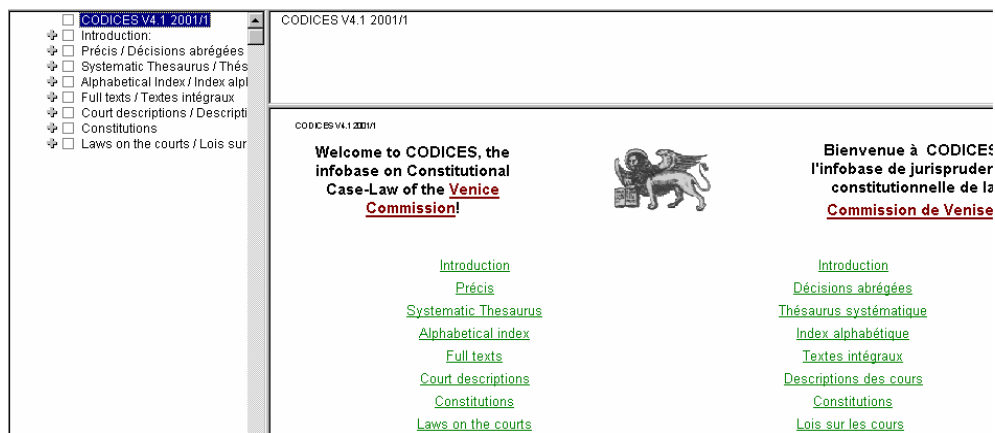 CODICES V4.1 2001/1
Introduction:
Précis / Décisions abrégées
Systematic Thesaurus / Thés
Alphabetical Index / Index alpl
Full texts / Textes intégraux
Court descriptions / Descripti
Constitutions
Laws on the courts / Lois sur
CODICES V4.1 2001/1
CODICES V4.1 2001/1
Welcome to CODICES, the
infobase on Constitutional
Case-Law of the Venice
Commission!
Bienvenue à CODICES
l'infobase de jurispruden
constitutionnelle de la
Commission de Venise
Introduction
Précis
Systematic Thesaurus
Alphabetical index
Full texts
Court descriptions
Constitutions
Laws on the courts
Introduction
Décisions abrégées
Thésaurus systématique
Index alphabétique
Textes intégraux
Descriptions des cours
Constitutions
Lois sur les cours